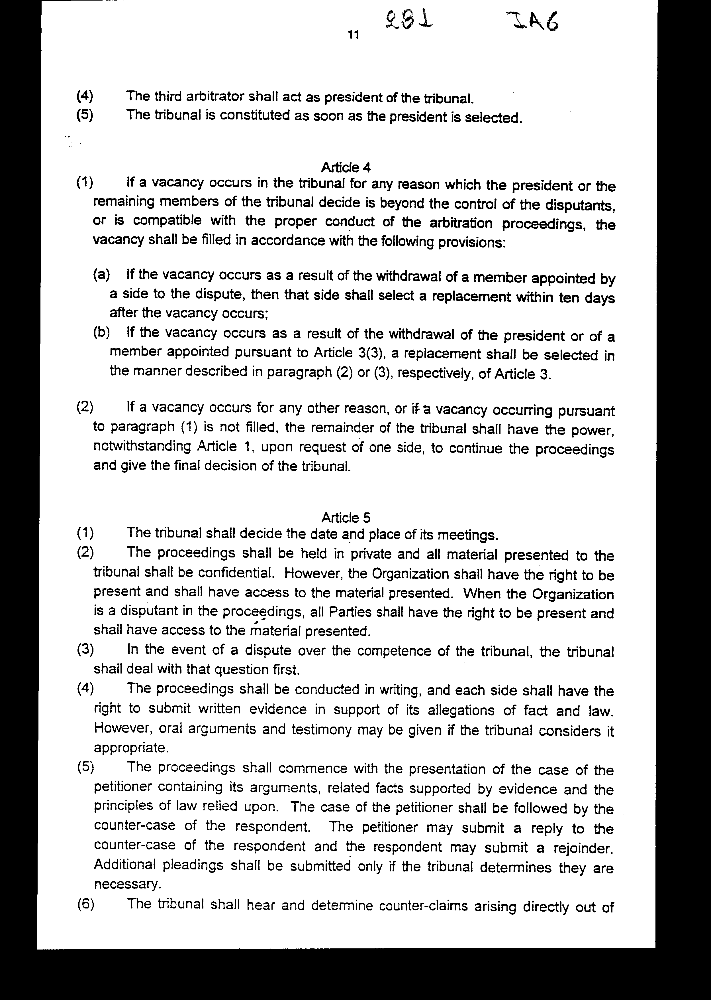 281 IA6
11
(4) The third arbitrator shall act as president of the tribunal.
(5) The tribunal is constituted as soon as the president is selected.
Article 4
(1) If a vacancy occurs in the tribunal for any reason which the president or the
remaining members of the tribunal decide is beyond the control of the disputants,
or is compatible with the proper conduct of the arbitration proceedings, the
vacancy shall be filled in accordance with the following provisions:
(a) If the vacancy occurs as a result of the withdrawal of a member appointed by
a side to the dispute, then that side shall select a replacement within ten days
after the vacancy occurs;
(b) If the vacancy occurs as a result of the withdrawal of the president or of a
member appointed pursuant to Article 3(3), a replacement shall be selected in
the manner described in paragraph (2) or (3), respectively, of Article 3.
(2) If a vacancy occurs for any other reason, or if a vacancy occurring pursuant
to paragraph (1) is not filled, the remainder of the tribunal shall have the power,
notwithstanding Article 1, upon request of one side, to continue the proceedings
and give the final decision of the tribunal.
Article 5
(1) The tribunal shall decide the date and place of its meetings.
(2) The proceedings shall be held in private and all material presented to the
tribunal shall be confidential. However, the Organization shall have the right to be
present and shall have access to the material presented. When the Organization
is a disputant in the proceedings, all Parties shall have the right to be present and
shall have access to the material presented.
(3) In the event of a dispute over the competence of the tribunal, the tribunal
shall deal with that question first.
(4) The proceedings shall be conducted in writing, and each side shall have the
right to submit written evidence in support of its allegations of fact and law.
However, oral arguments and testimony may be given if the tribunal considers it
appropriate.
(5) The proceedings shall commence with the presentation of the case of the
petitioner containing its arguments, related facts supported by evidence and the
principles of law relied upon. The case of the petitioner shall be followed by the
counter-case of the respondent. The petitioner may submit a reply to the
counter-case of the respondent and the respondent may submit a rejoinder.
Additional pleadings shall be submitted only if the tribunal determines they are
necessary.
(6) The tribunal shall hear and determine counter-claims arising directly out of